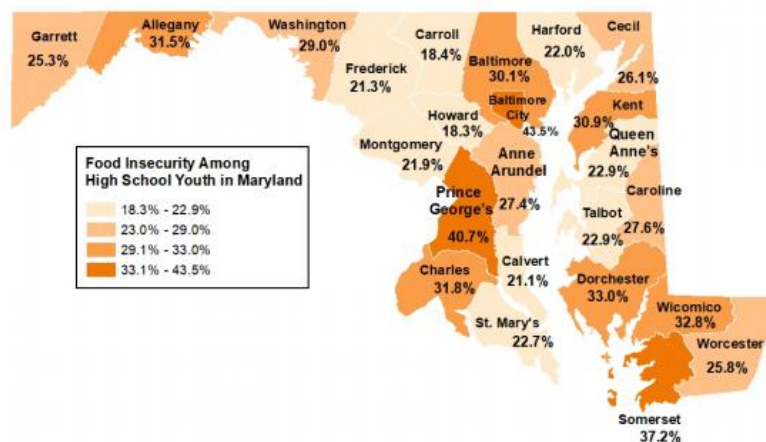 Garrett
25.3%
Allegany
31.5%
Washington
29.0%
Frederick
21.3%
Carroll
18.4%
Baltimore
30.1%
Harford
22.0%
Cecil
26.1%
Baltimore
City
43.5%
Howard
18.3%
Kent
30.9%
Montgomery
21.9%
Anne
Arundel
27.4%
Queen
Anne's
22.9%
Caroline
27.6%
Talbot
22.9%
Prince
George's
40.7%
Calvert
21.1%
Charles
31.8%
St. Mary's
22.7%
Dorchester
33.0%
Wicomico
32.8%
Worcester
25.8%
Somerset
37.2%
Food Insecurity Among
High School Youth in Maryland
18.3% - 22.9%
23.0% - 29.0%
29.1% - 33.0%
33.1% - 43.5%